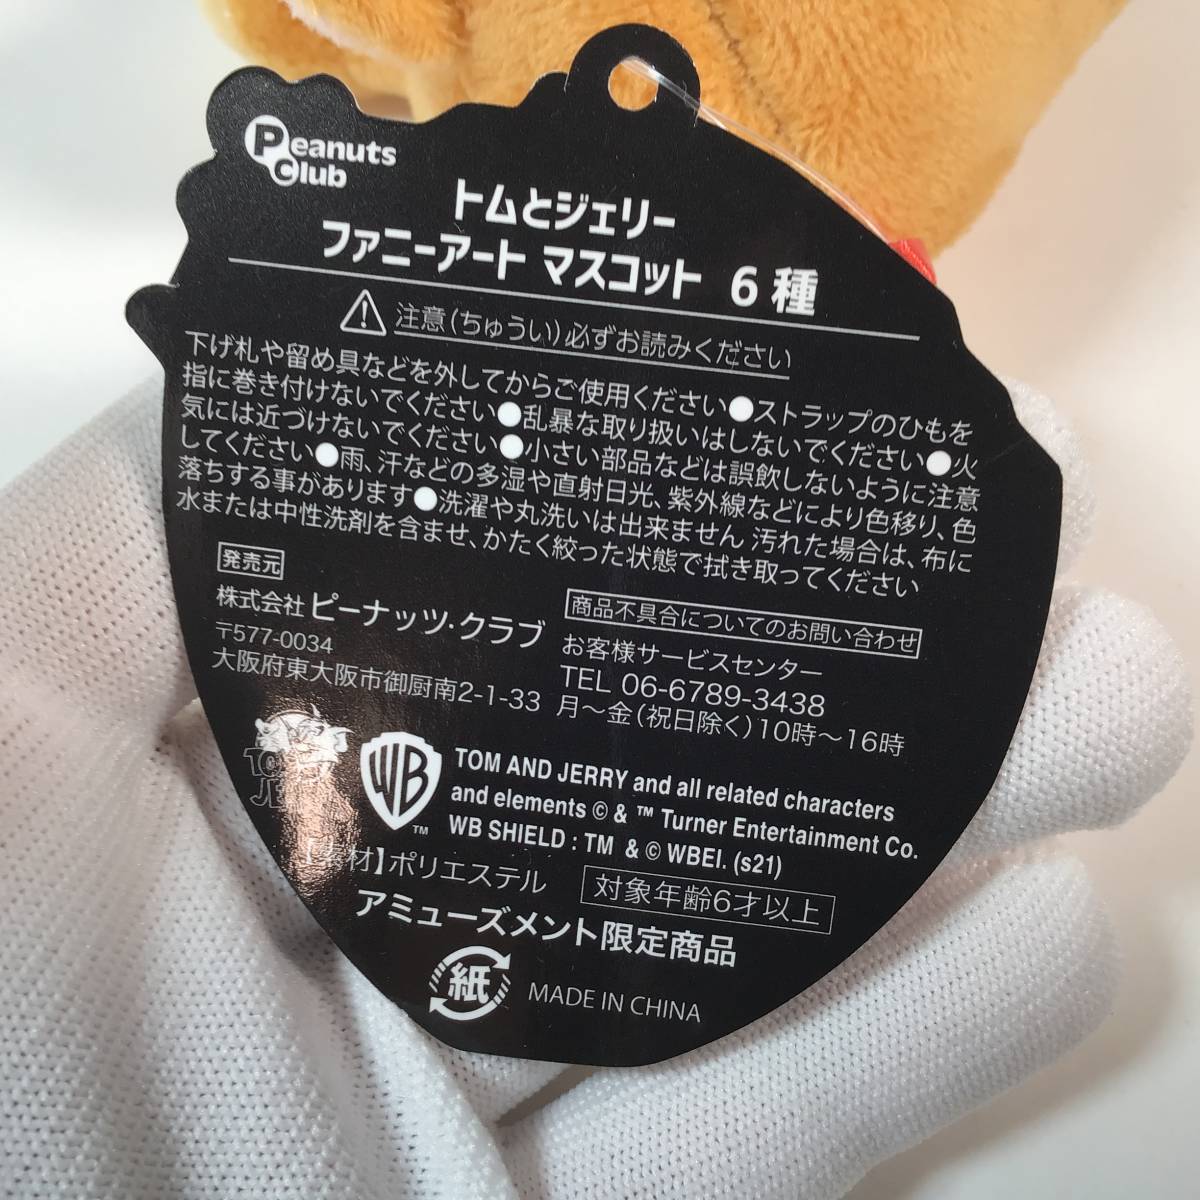 Peanuts
Club
トムとジェリー
ファニーアート マスコット 6種
注意(ちゅうい)必ずお読みください
下げ札や留め具などを外してからご使用ください●ストラップのひもを
指に巻き付けないでください●乱暴な取り扱いはしないでください●火
気には近づけないでください●小さい部品などは誤飲しないように注意
してください●雨、汗などの多湿や直射日光、紫外線などにより色移り、色
落ちする事があります●洗濯や丸洗いは出来ません 汚れた場合は、布に
水または中性洗剤を含ませ、かたく絞った状態で拭き取ってください
発売元
株式会社 ピーナッツ・クラブ
〒577-0034
大阪府東大阪市御厨南2-1-33
商品不具合についてのお問い合わせ
お客様サービスセンター
TEL 06-6789-3438
月〜金(祝日除く)10時〜16時
WB
TM
TOM AND JERRY and all related characters
and elements © & ™ Turner Entertainment Co.
WB SHIELD : TM & © WBEI. (s21)
【素材】ポリエステル
対象年齢6才以上
アミューズメント限定商品
紙
MADE IN CHINA